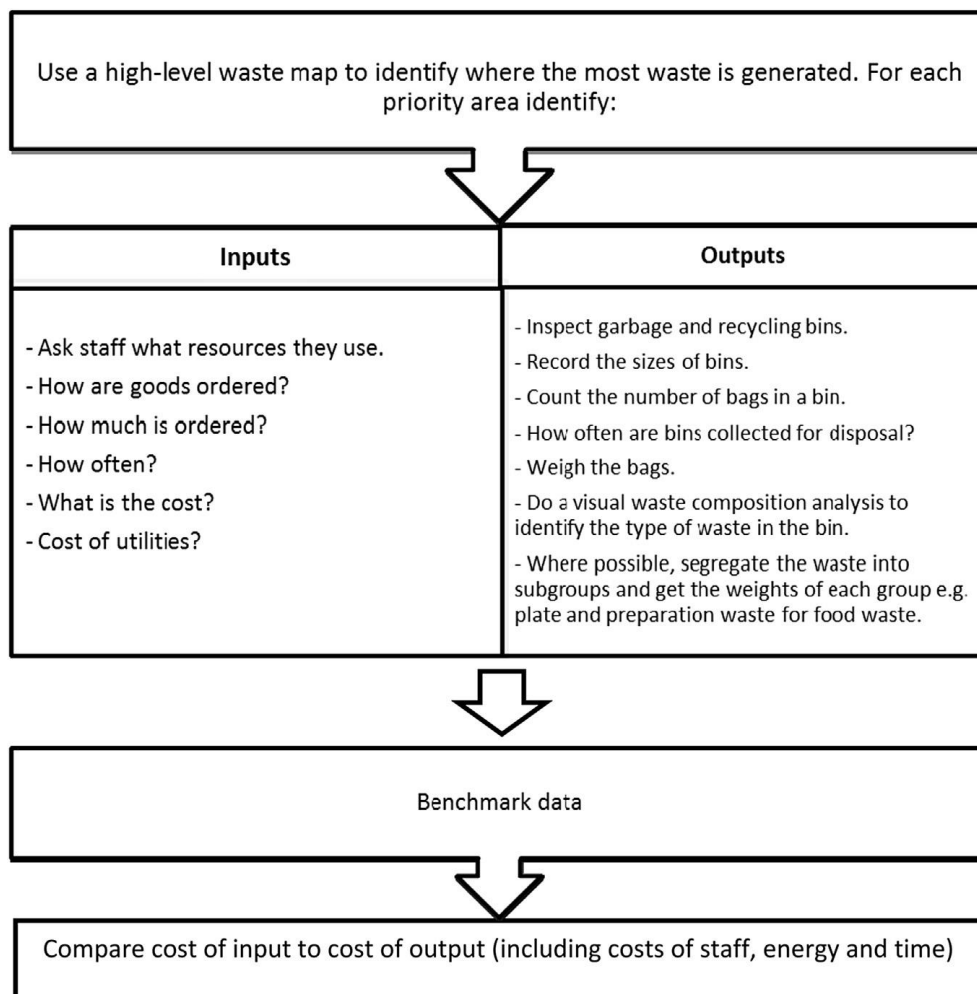 Use a high-level waste map to identify where the most waste is generated. For each
priority area identify:
Inputs
- Ask staff what resources they use.
- How are goods ordered?
- How much is ordered?
- How often?
- What is the cost?
- Cost of utilities?
Outputs
- Inspect garbage and recycling bins.
- Record the sizes of bins.
- Count the number of bags in a bin.
- How often are bins collected for disposal?
- Weigh the bags.
- Do a visual waste composition analysis to
identify the type of waste in the bin.
- Where possible, segregate the waste into
subgroups and get the weights of each group e.g.
plate and preparation waste for food waste.
Benchmark data
Compare cost of input to cost of output (including costs of staff, energy and time)